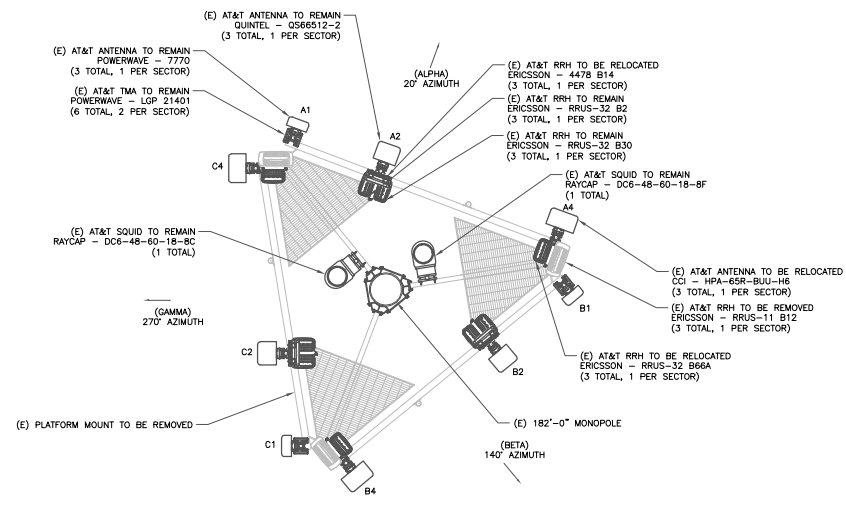 (E) AT&T ANTENNA TO REMAIN
QUINTEL - QS66512-2
(3 TOTAL, 1 PER SECTOR)
(E) AT&T ANTENNA TO REMAIN
POWERWAVE - 7770
(3 TOTAL, 1 PER SECTOR)
(E) AT&T TMA TO REMAIN
POWERWAVE - LGP 21401
(6 TOTAL, 2 PER SECTOR)
(ALPHA)
20° AZIMUTH
(E) AT&T RRH TO BE RELOCATED
ERICSSON - 4478 B14
(3 TOTAL, 1 PER SECTOR)
(E) AT&T RRH TO REMAIN
ERICSSON - RRUS-32 B2
(3 TOTAL, 1 PER SECTOR)
(E) AT&T RRH TO REMAIN
ERICSSON - RRUS-32 B30
(3 TOTAL, 1 PER SECTOR)
(E) AT&T SQUID TO REMAIN
RAYCAP - DC6-48-60-18-8F
(1 TOTAL)
A1
A2
C4
A4
(E) AT&T SQUID TO REMAIN
RAYCAP - DC6-48-60-18-8C
(1 TOTAL)
(E) AT&T ANTENNA TO BE RELOCATED
CCI - HPA-65R-BUU-H6
(3 TOTAL, 1 PER SECTOR)
B1
(E) AT&T RRH TO BE REMOVED
ERICSSON - RRUS-11 B12
(3 TOTAL, 1 PER SECTOR)
(GAMMA)
270° AZIMUTH
C2
B2
(E) AT&T RRH TO BE RELOCATED
ERICSSON - RRUS-32 B66A
(3 TOTAL, 1 PER SECTOR)
(E) PLATFORM MOUNT TO BE REMOVED
(E) 182'-0" MONOPOLE
C1
(BETA)
140° AZIMUTH
B4